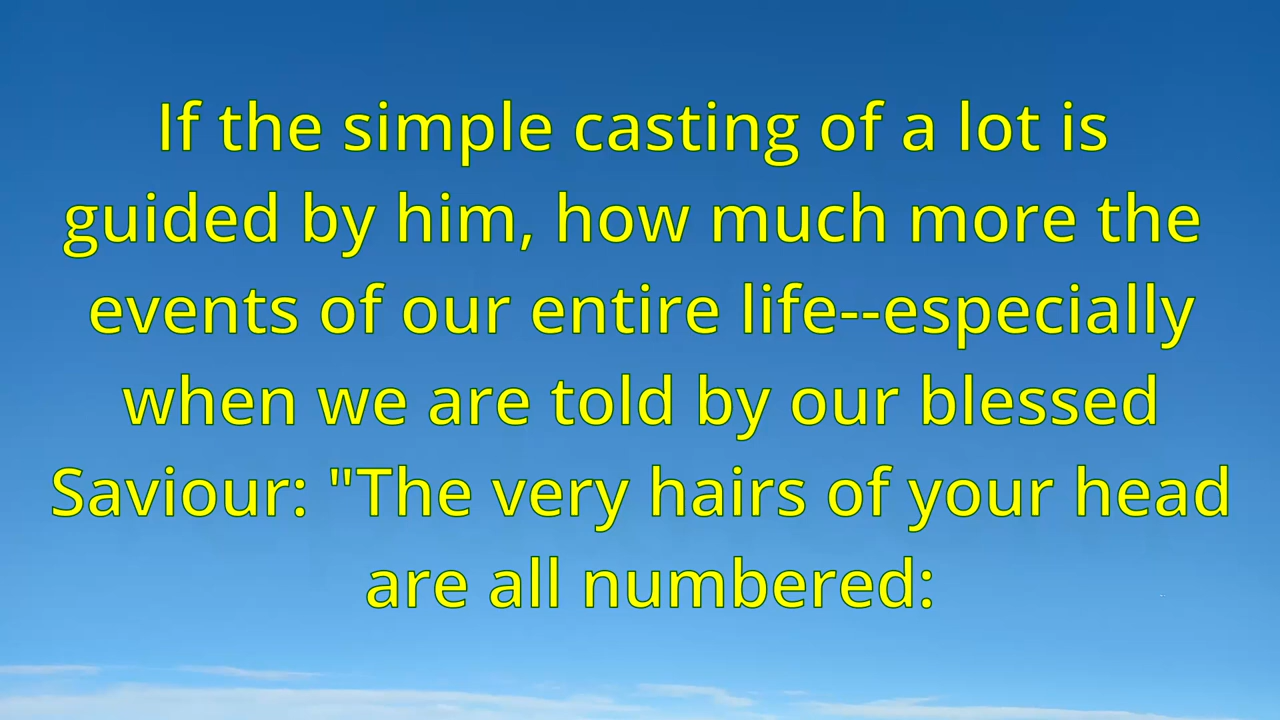 If the simple casting of a lot is
guided by him, how much more the
events of our entire life--especially
when we are told by our blessed
Saviour: "The very hairs of your head
are all numbered: